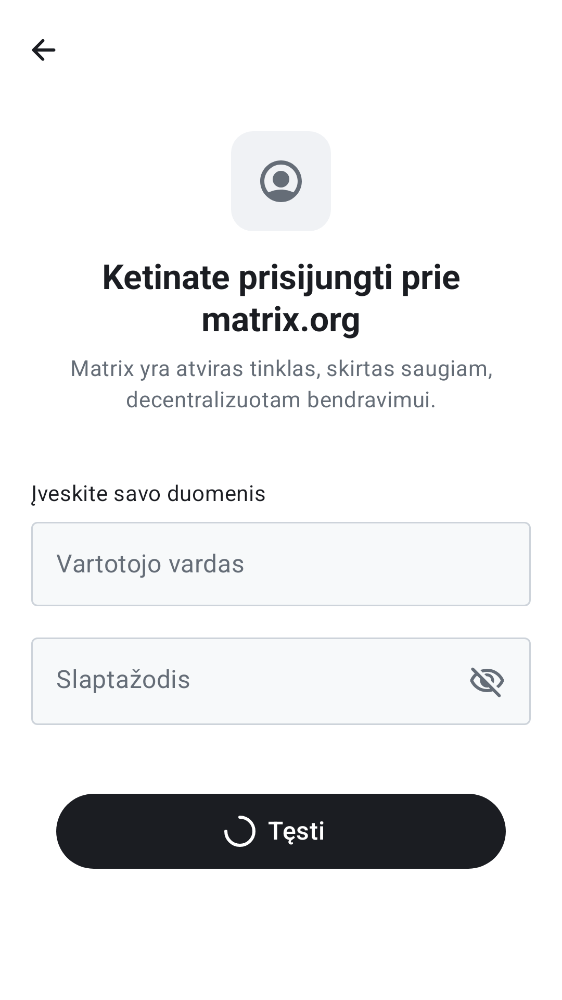 Ketinate prisijungti prie
matrix.org
Matrix yra atviras tinklas, skirtas saugiam,
decentralizuotam bendravimui.
Įveskite savo duomenis
Vartotojo vardas
Slaptažodis
Tęsti